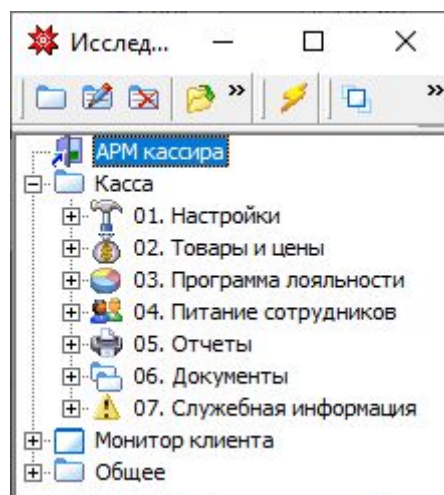 Исслед...
АРМ кассира
Касса
01. Настройки
02. Товары и цены
03. Программа лояльности
04. Питание сотрудников
05. Отчеты
06. Документы
07. Служебная информация
Монитор клиента
Общее